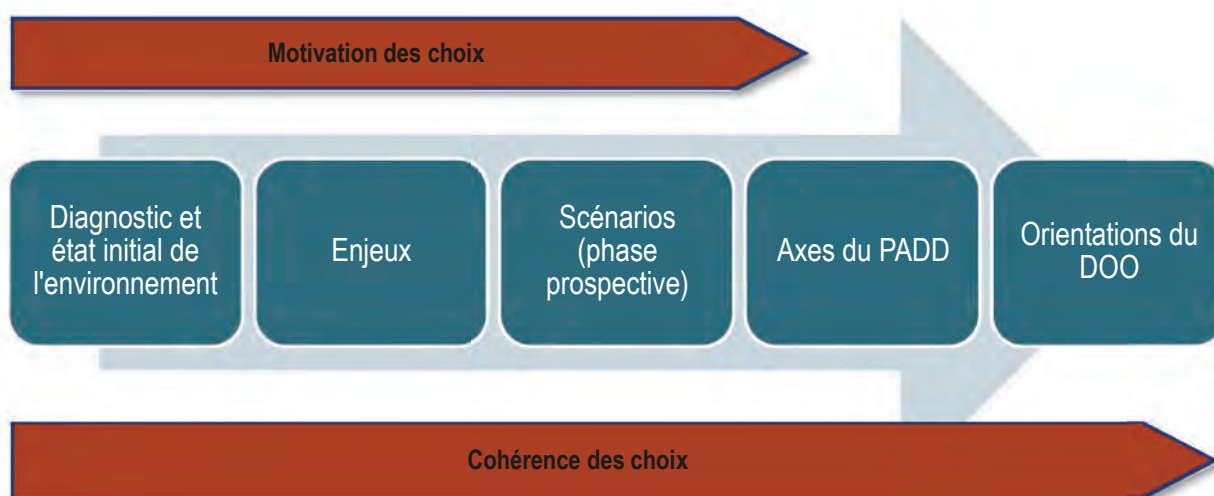 Motivation des choix
Diagnostic et
état initial de
l'environnement
Enjeux
Scénarios
(phase
prospective)
Axes du PADD
Orientations du
DOO
Cohérence des choix